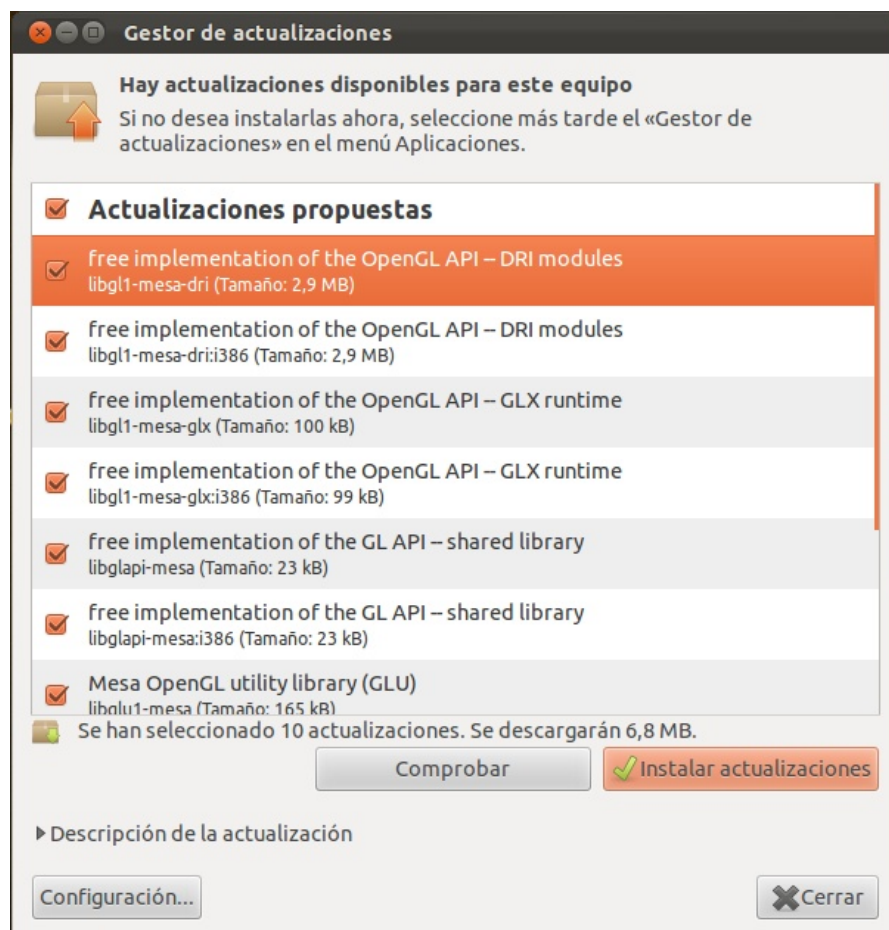 Gestor de actualizaciones
Hay actualizaciones disponibles para este equipo
Si no desea instalarlas ahora, seleccione más tarde el «Gestor de
actualizaciones» en el menú Aplicaciones.
Actualizaciones propuestas
free implementation of the OpenGL API -- DRI modules
libgl1-mesa-dri (Tamaño: 2,9 MB)
free implementation of the OpenGL API -- DRI modules
libgl1-mesa-dri:i386 (Tamaño: 2,9 MB)
free implementation of the OpenGL API -- GLX runtime
libgl1-mesa-glx (Tamaño: 100 kB)
free implementation of the OpenGL API -- GLX runtime
libgl1-mesa-glx:i386 (Tamaño: 99 kB)
free implementation of the GL API -- shared library
libglapi-mesa (Tamaño: 23 kB)
free implementation of the GL API -- shared library
libglapi-mesa:i386 (Tamaño: 23 kB)
Mesa OpenGL utility library (GLU)
libglu1-mesa (Tamaño: 165 kB)
Se han seleccionado 10 actualizaciones. Se descargarán 6,8 MB.
Comprobar
Instalar actualizaciones
Descripción de la actualización
Configuración...
Cerrar